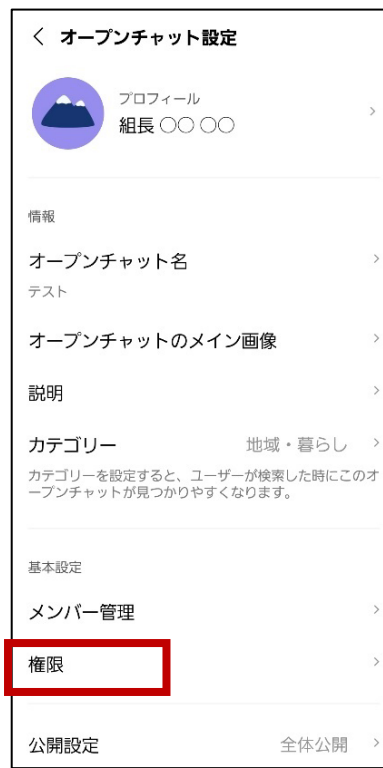 オープンチャット設定
プロフィール
組長 〇〇 〇〇
情報
オープンチャット名
テスト
オープンチャットのメイン画像
説明
カテゴリー 地域・暮らし
カテゴリーを設定すると、ユーザーが検索した時にこのオ
ープンチャットが見つかりやすくなります。
基本設定
メンバー管理
権限
公開設定 全体公開